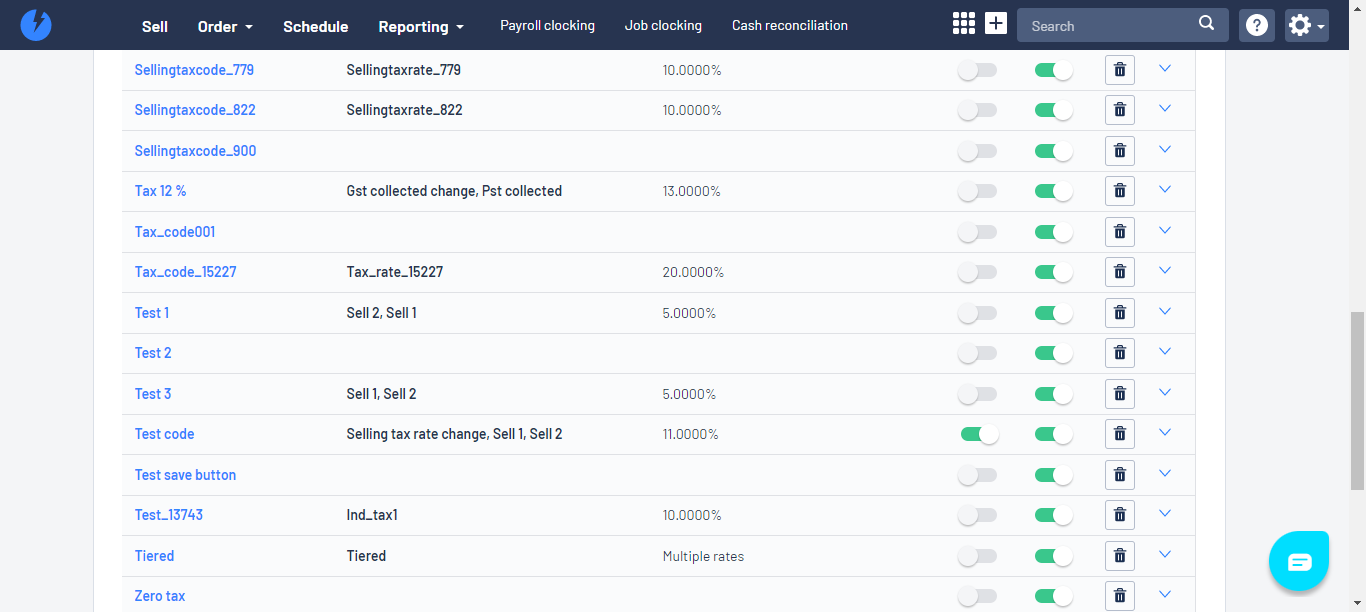 Sell Order Schedule Reporting Payroll clocking Job clocking Cash reconciliation Search
Sellingtaxcode_779 Sellingtaxrate_779 10.0000%
Sellingtaxcode_822 Sellingtaxrate_822 10.0000%
Sellingtaxcode_900
Tax 12 % Gst collected change, Pst collected 13.0000%
Tax_code001
Tax_code_15227 Tax_rate_15227 20.0000%
Test 1 Sell 2, Sell 1 5.0000%
Test 2
Test 3 Sell 1, Sell 2 5.0000%
Test code Selling tax rate change, Sell 1, Sell 2 11.0000%
Test save button
Test_13743 Ind_tax1 10.0000%
Tiered Tiered Multiple rates
Zero tax